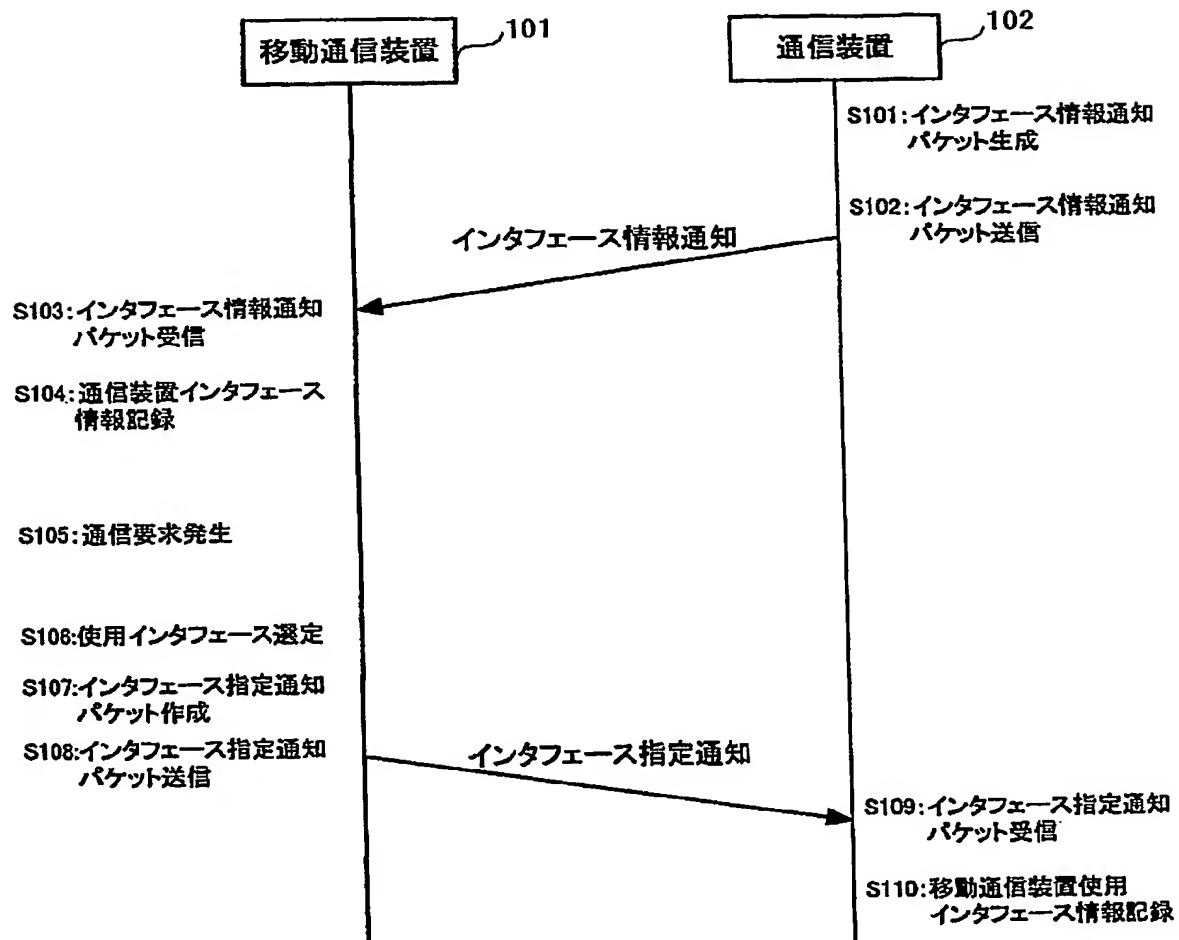 移動通信装置
101
通信装置
102
S101:インタフェース情報通知
パケット生成
S102:インタフェース情報通知
パケット送信
インタフェース情報通知
S103:インタフェース情報通知
パケット受信
S104:通信装置インタフェース
情報記録
S105:通信要求発生
S106:使用インタフェース選定
S107:インタフェース指定通知
パケット作成
S108:インタフェース指定通知
パケット送信
インタフェース指定通知
S109:インタフェース指定通知
パケット受信
S110:移動通信装置使用
インタフェース情報記録